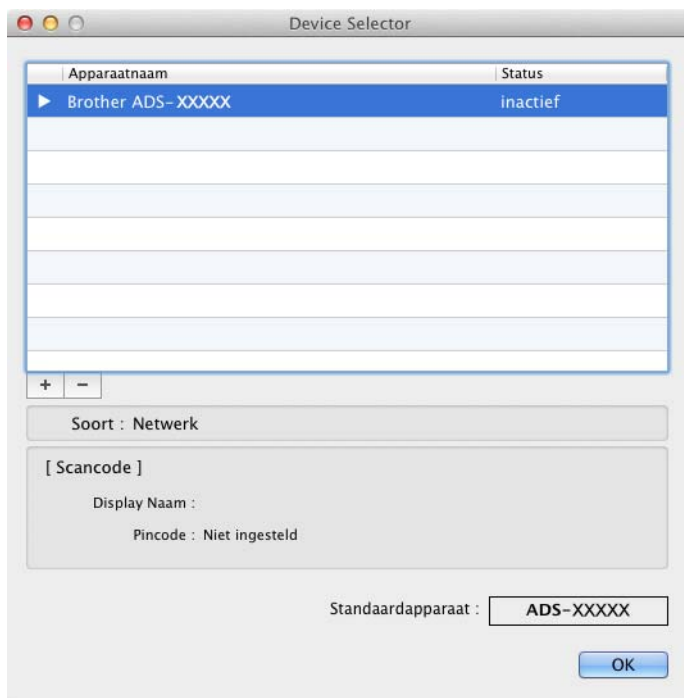 Device Selector
Apparaatnaam Status
Brother ADS-XXXXX inactief
+ −
Soort : Netwerk
[ Scancode ]
Display Naam :
Pincode : Niet ingesteld
Standaardapparaat : ADS-XXXXX
OK